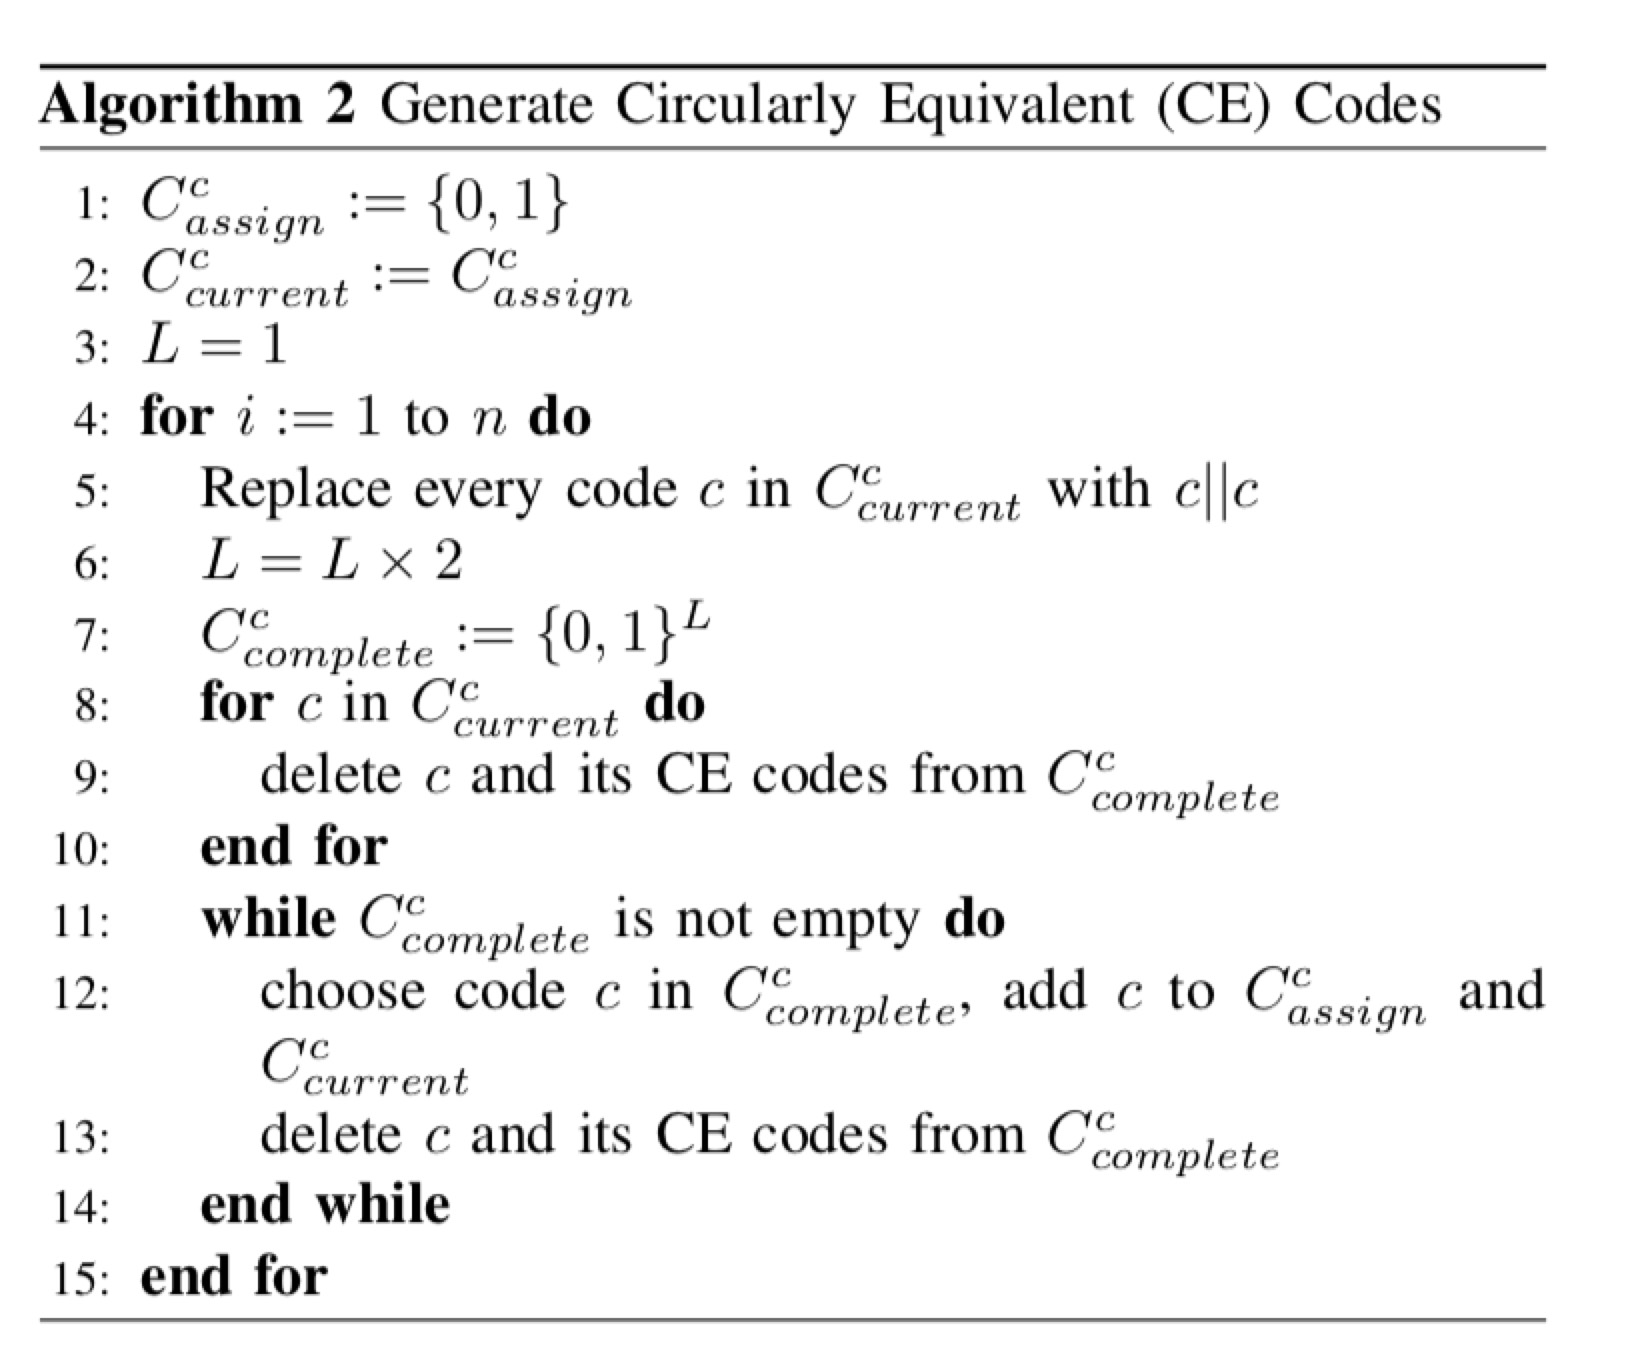 Algorithm 2 Generate Circularly Equivalent (CE) Codes
1: $C^c_{assign} := \{0, 1\}$
2: $C^c_{current} := C^c_{assign}$
3: $L = 1$
4: for $i := 1$ to $n$ do
5: Replace every code $c$ in $C^c_{current}$ with $c||c$
6: $L = L \times 2$
7: $C^c_{complete} := \{0, 1\}^L$
8: for $c$ in $C^c_{current}$ do
9: delete $c$ and its CE codes from $C^c_{complete}$
10: end for
11: while $C^c_{complete}$ is not empty do
12: choose code $c$ in $C^c_{complete}$, add $c$ to $C^c_{assign}$ and
$C^c_{current}$
13: delete $c$ and its CE codes from $C^c_{complete}$
14: end while
15: end for